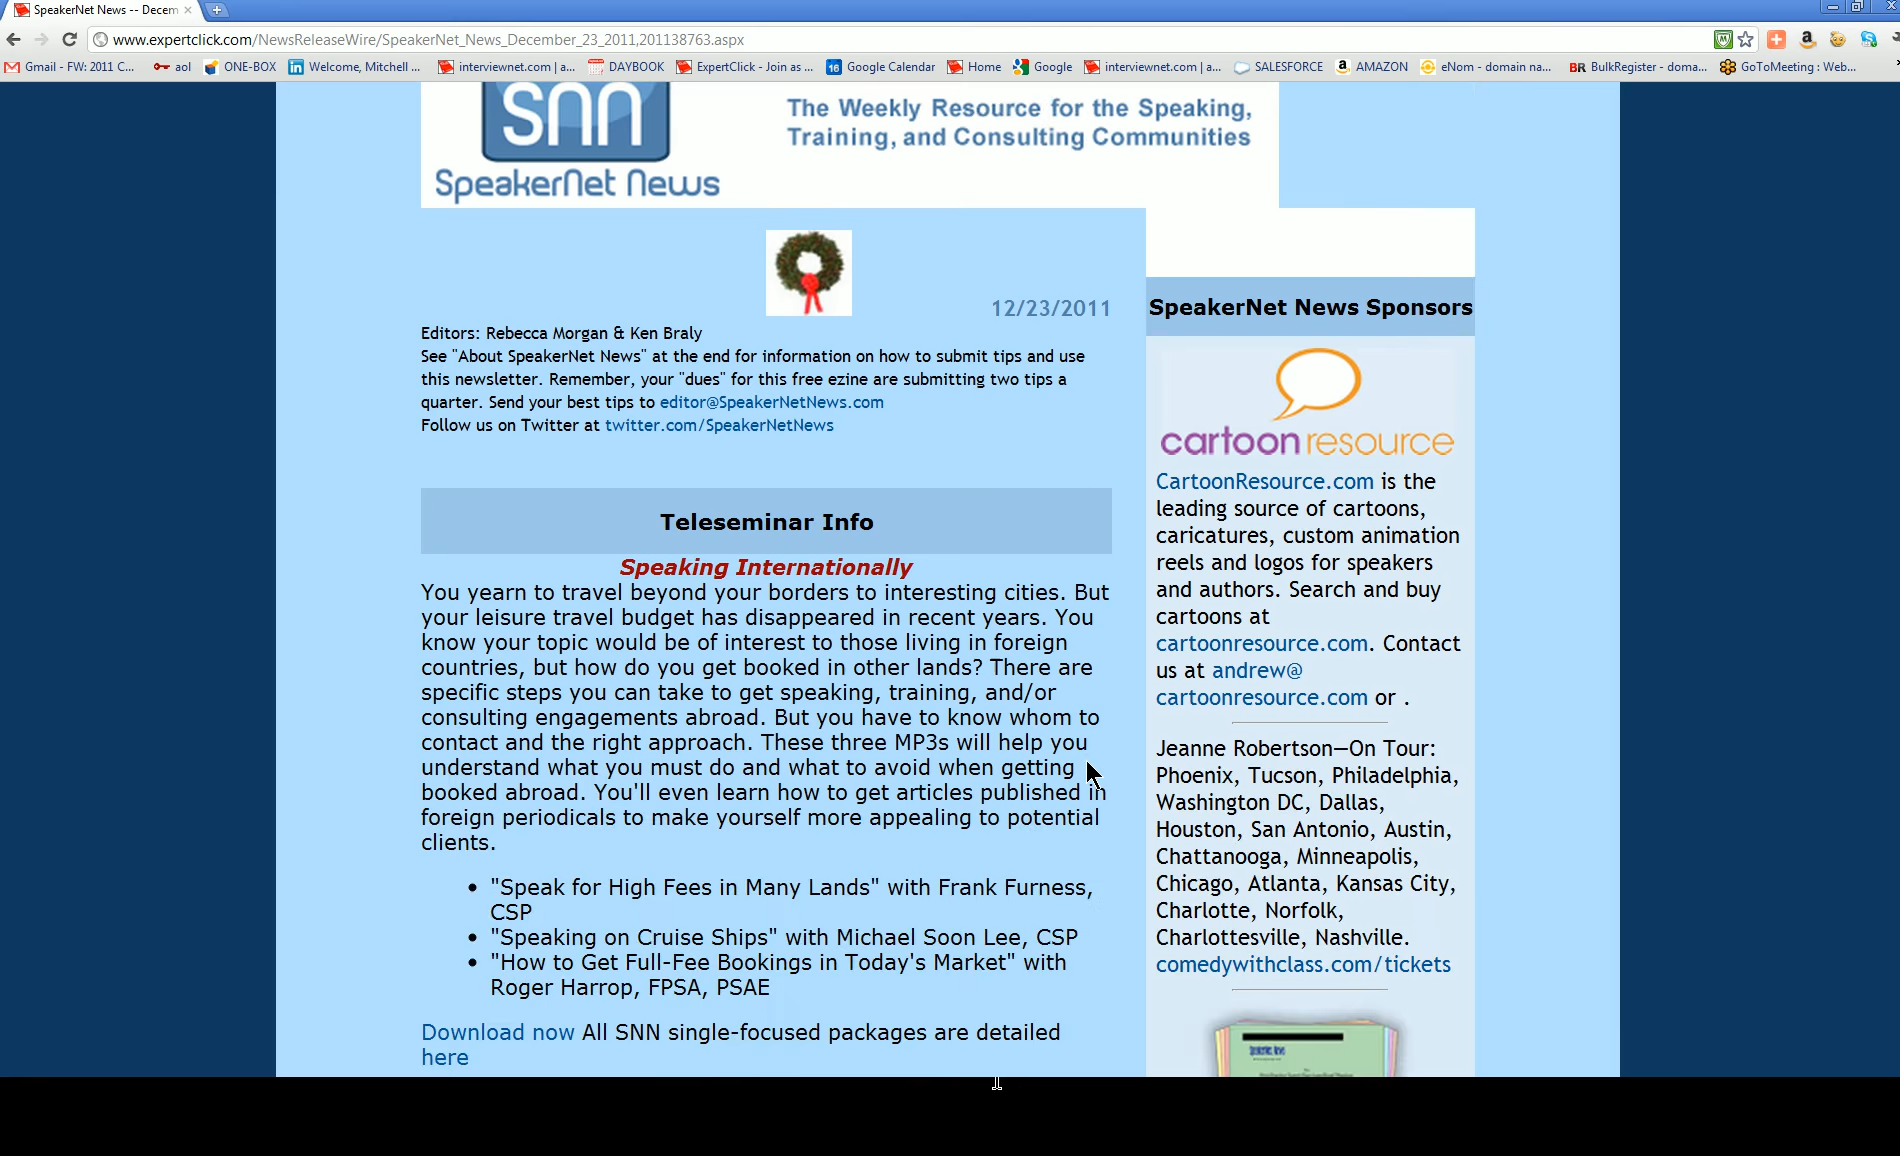 SpeakerNet News -- Decem
www.expertclick.com/NewsReleaseWire/SpeakerNet_News_December_23_2011,201138763.aspx
Gmail - FW: 2011 C... aol ONE-BOX Welcome, Mitchell ... interviewnet.com | a... DAYBOOK ExpertClick - Join as ... 16 Google Calendar Home Google interviewnet.com | a... SALESFORCE AMAZON eNom - domain na... BR BulkRegister - doma... GoToMeeting : Web...
snn
SpeakerNet News
The Weekly Resource for the Speaking,
Training, and Consulting Communities
12/23/2011
Editors: Rebecca Morgan & Ken Braly
See "About SpeakerNet News" at the end for information on how to submit tips and use
this newsletter. Remember, your "dues" for this free ezine are submitting two tips a
quarter. Send your best tips to editor@SpeakerNetNews.com
Follow us on Twitter at twitter.com/SpeakerNetNews
Teleseminar Info
Speaking Internationally
You yearn to travel beyond your borders to interesting cities. But
your leisure travel budget has disappeared in recent years. You
know your topic would be of interest to those living in foreign
countries, but how do you get booked in other lands? There are
specific steps you can take to get speaking, training, and/or
consulting engagements abroad. But you have to know whom to
contact and the right approach. These three MP3s will help you
understand what you must do and what to avoid when getting
booked abroad. You'll even learn how to get articles published in
foreign periodicals to make yourself more appealing to potential
clients.
• "Speak for High Fees in Many Lands" with Frank Furness,
CSP
• "Speaking on Cruise Ships" with Michael Soon Lee, CSP
• "How to Get Full-Fee Bookings in Today's Market" with
Roger Harrop, FPSA, PSAE
Download now All SNN single-focused packages are detailed
here
SpeakerNet News Sponsors
cartoon resource
CartoonResource.com is the
leading source of cartoons,
caricatures, custom animation
reels and logos for speakers
and authors. Search and buy
cartoons at
cartoonresource.com. Contact
us at andrew@
cartoonresource.com or .
Jeanne Robertson—On Tour:
Phoenix, Tucson, Philadelphia,
Washington DC, Dallas,
Houston, San Antonio, Austin,
Chattanooga, Minneapolis,
Chicago, Atlanta, Kansas City,
Charlotte, Norfolk,
Charlottesville, Nashville.
comedywithclass.com/tickets